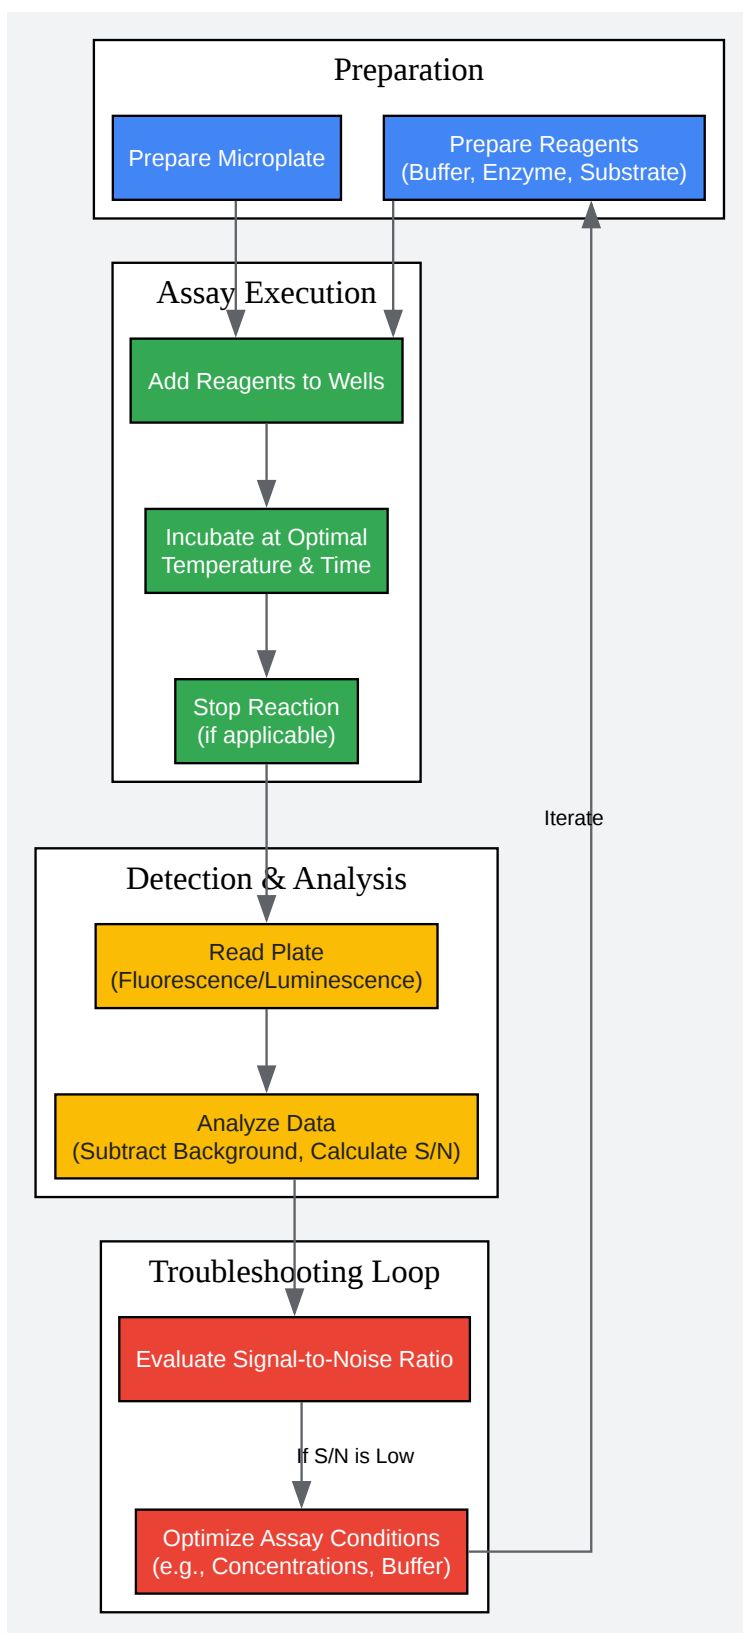 Preparation
Prepare Microplate
Prepare Reagents
(Buffer, Enzyme, Substrate)
Assay Execution
Add Reagents to Wells
Incubate at Optimal
Temperature & Time
Stop Reaction
(if applicable)
Iterate
Detection & Analysis
Read Plate
(Fluorescence/Luminescence)
Analyze Data
(Subtract Background, Calculate S/N)
Troubleshooting Loop
Evaluate Signal-to-Noise Ratio
If S/N is Low
Optimize Assay Conditions
(e.g., Concentrations, Buffer)